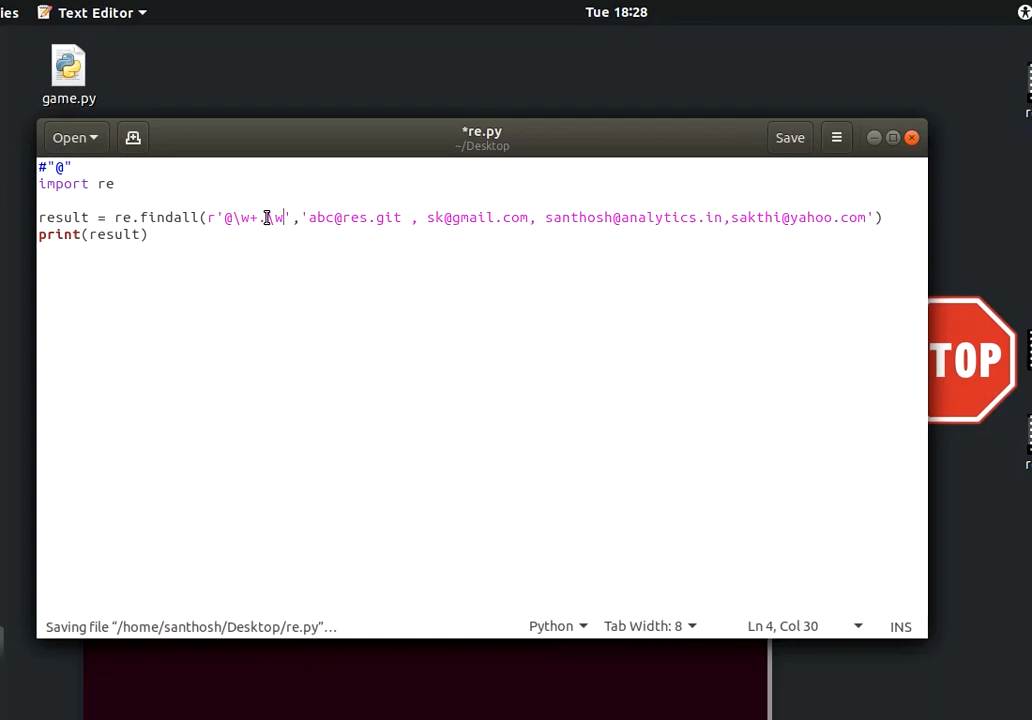 ies Text Editor Tue 18:28
game.py
*re.py
Open ~/Desktop Save
#"@"
import re
result = re.findall(r'@\w+.\w','abc@res.git , sk@gmail.com, santhosh@analytics.in,sakthi@yahoo.com')
print(result)
TOP
Saving file “/home/santhosh/Desktop/re.py”… Python Tab Width: 8 Ln 4, Col 30 INS